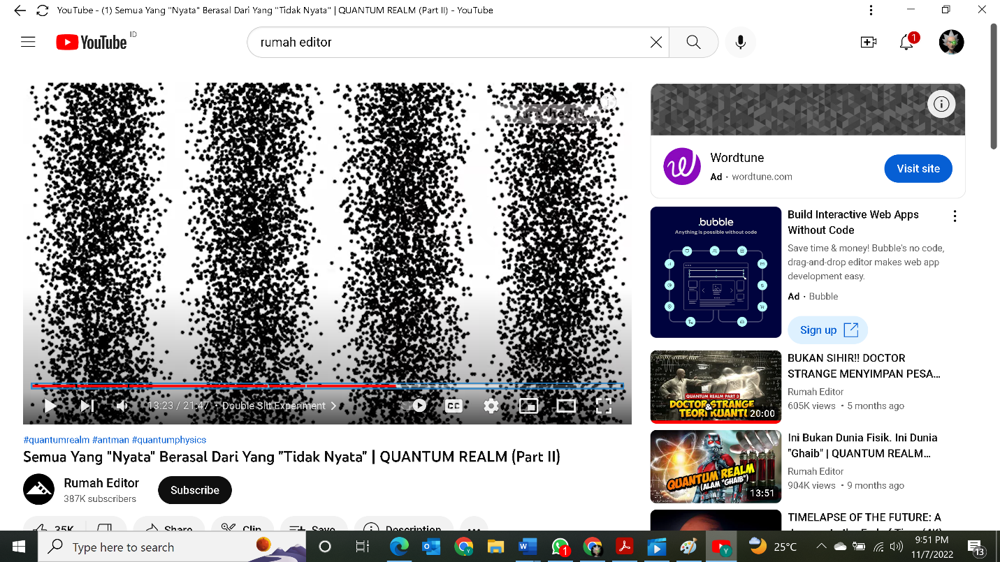 YouTube - (1) Semua Yang "Nyata" Berasal Dari Yang "Tidak Nyata" | QUANTUM REALM (Part II) - YouTube
YouTube ID
rumah editor
1
13:23 / 21:47 • Double Slit Experiment
CC
#quantumrealm #antman #quantumphysics
Semua Yang "Nyata" Berasal Dari Yang "Tidak Nyata" | QUANTUM REALM (Part II)
Rumah Editor
387K subscribers
Subscribe
35K
Share
Clip
Save
Description
Wordtune
Ad · wordtune.com
Visit site
.bubble
Anything is possible without code
Build Interactive Web Apps
Without Code
Save time & money! Bubble's no code,
drag-and-drop editor makes web app
development easy.
Ad · Bubble
Sign up
QUANTUM REALM PART 3
DOCTOR STRANGE
&
TEORI KUANTU
20:00
BUKAN SIHIR!! DOCTOR
STRANGE MENYIMPAN PESA...
Rumah Editor
605K views • 5 months ago
QUANTUM REALM
(ALAM "GHAIB")
13:51
Ini Bukan Dunia Fisik. Ini Dunia
"Ghaib" | QUANTUM REALM...
Rumah Editor
904K views • 9 months ago
TIMELAPSE OF THE FUTURE: A
Type here to search
1
25°C
9:51 PM
11/7/2022
13